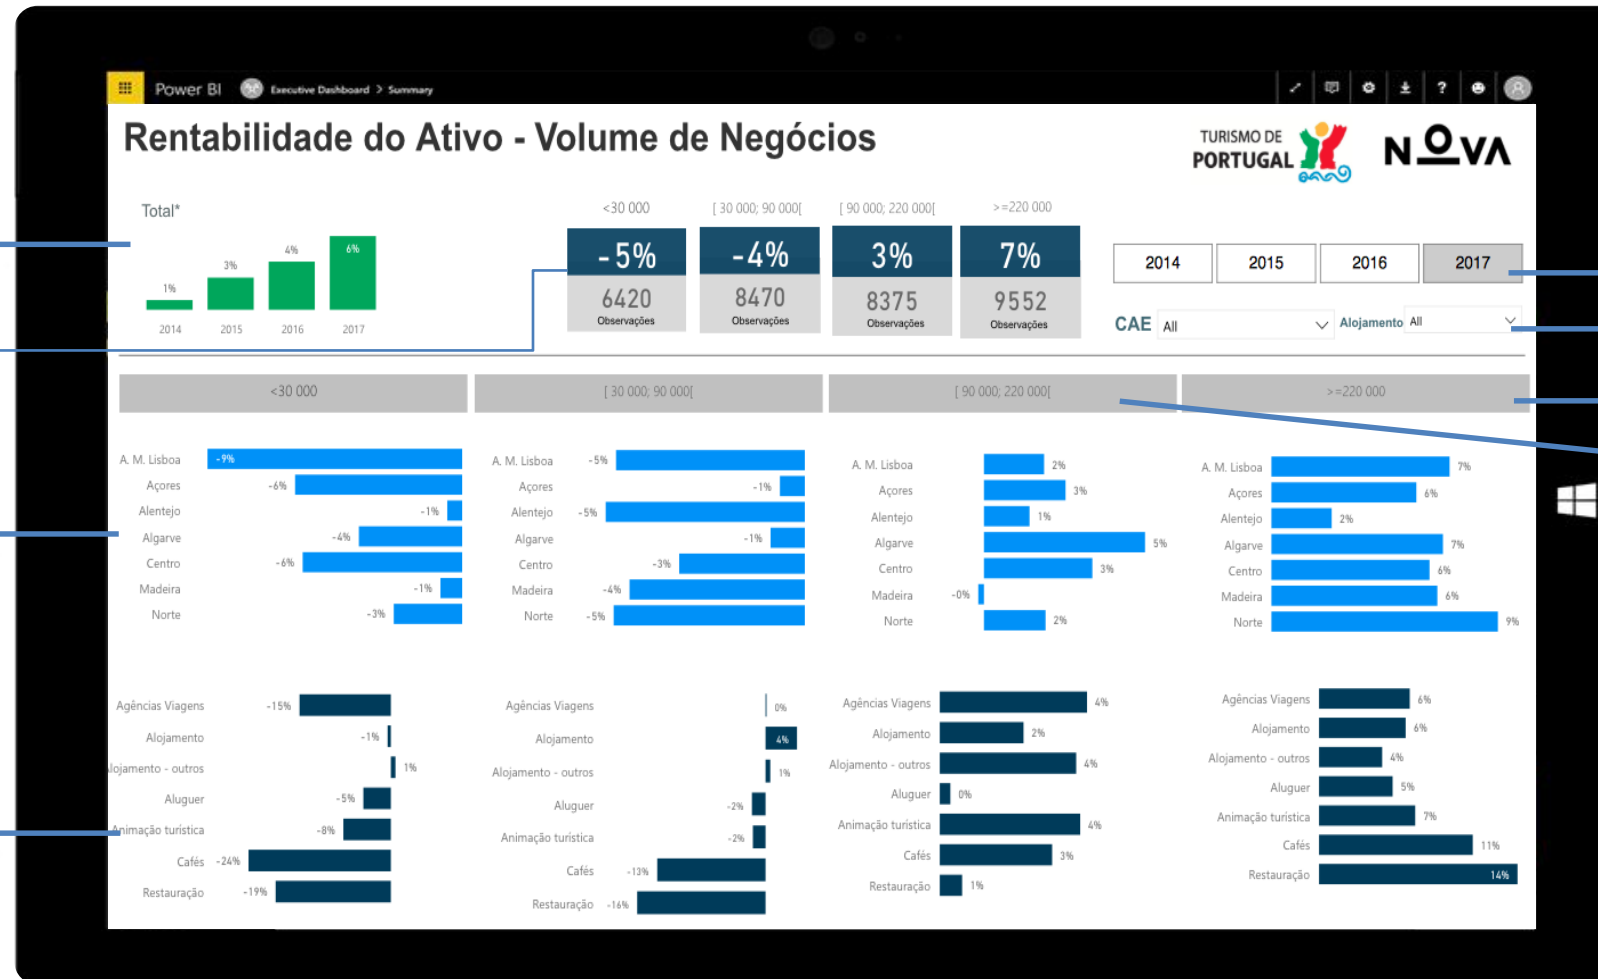 Power BI Executive Dashboard > Summary
?
Rentabilidade do Ativo - Volume de Negócios
TURISMO DE
PORTUGAL
NOVA
Total*
1%
3%
4%
6%
2014 2015 2016 2017
<30 000 [ 30 000; 90 000[ [ 90 000; 220 000[ >=220 000
-5% -4% 3% 7%
6420 8470 8375 9552
Observações Observações Observações Observações
2014 2015 2016 2017
CAE All Alojamento All
<30 000 [ 30 000; 90 000[ [ 90 000; 220 000[ >=220 000
A. M. Lisboa -9%
Açores -6%
Alentejo -1%
Algarve -4%
Centro -6%
Madeira -1%
Norte -3%
A. M. Lisboa -5%
Açores -1%
Alentejo -5%
Algarve -1%
Centro -3%
Madeira -4%
Norte -5%
A. M. Lisboa 2%
Açores 3%
Alentejo 1%
Algarve 5%
Centro 3%
Madeira -0%
Norte 2%
A. M. Lisboa 7%
Açores 6%
Alentejo 2%
Algarve 7%
Centro 6%
Madeira 6%
Norte 9%
Agências Viagens -15%
Alojamento -1%
lojamento - outros 1%
Aluguer -5%
Animação turistica -8%
Cafés -24%
Restauração -19%
Agências Viagens 0%
Alojamento 4%
Alojamento - outros 1%
Aluguer -2%
Animação turistica -2%
Cafés -13%
Restauração -16%
Agências Viagens 4%
Alojamento 2%
Alojamento - outros 4%
Aluguer 0%
Animação turistica 4%
Cafés 3%
Restauração 1%
Agências Viagens 6%
Alojamento 6%
Alojamento - outros 4%
Aluguer 5%
Animação turistica 7%
Cafés 11%
Restauração 14%